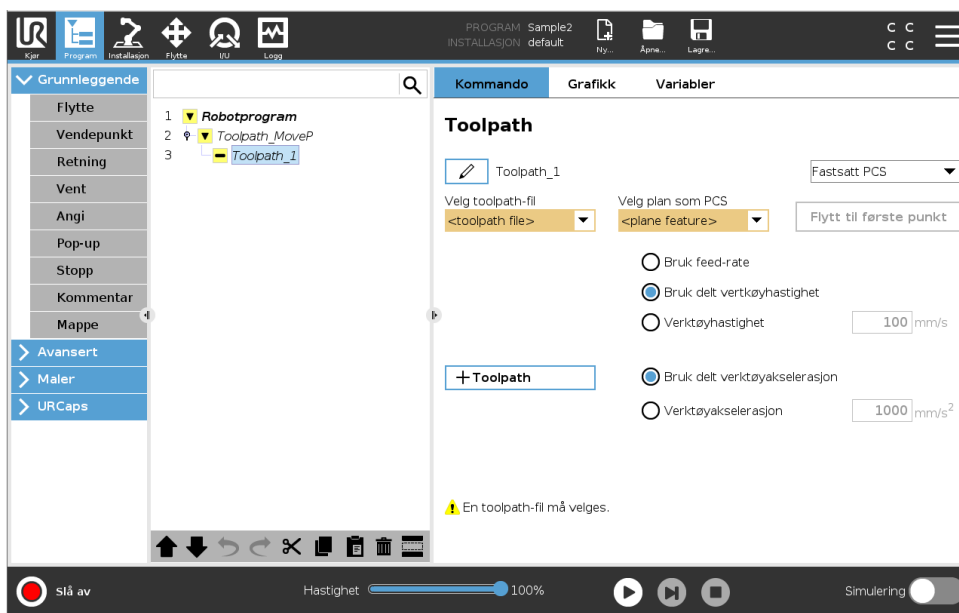 UR
Kjør
Program
Installasjon
Flytte
I/U
Logg
PROGRAM Sample2
INSTALLASJON default
Ny...
Åpne...
Lagre...
C C
C C
Grunnleggende
Flytte
Vendepunkt
Retning
Vent
Angi
Pop-up
Stopp
Kommentar
Mappe
Avansert
Maler
URCaps
1 Robotprogram
2 Toolpath_MoveP
3 Toolpath_1
Kommando Grafikk Variabler
Toolpath
Toolpath_1
Fastsatt PCS
Velg toolpath-fil
<toolpath file>
Velg plan som PCS
<plane feature>
Flytt til første punkt
Bruk feed-rate
Bruk delt vertkøyhastighet
Verktøyhastighet 100 mm/s
+Toolpath
Bruk delt verktøyakselerasjon
Verktøyakselerasjon 1000 mm/s²
En toolpath-fil må velges.
Slå av
Hastighet 100%
Simulering